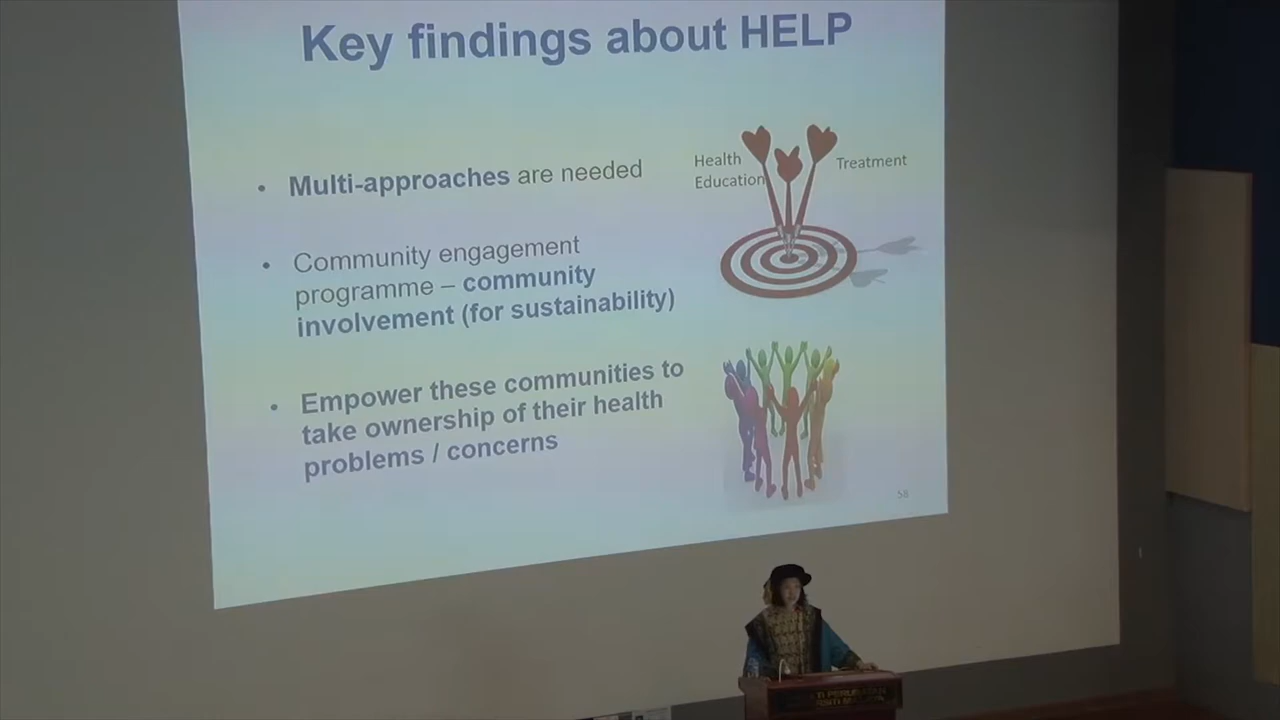 Key findings about HELP
• Multi-approaches are needed
Health
Education
Treatment
• Community engagement
programme – community
involvement (for sustainability)
• Empower these communities to
take ownership of their health
problems / concerns
58